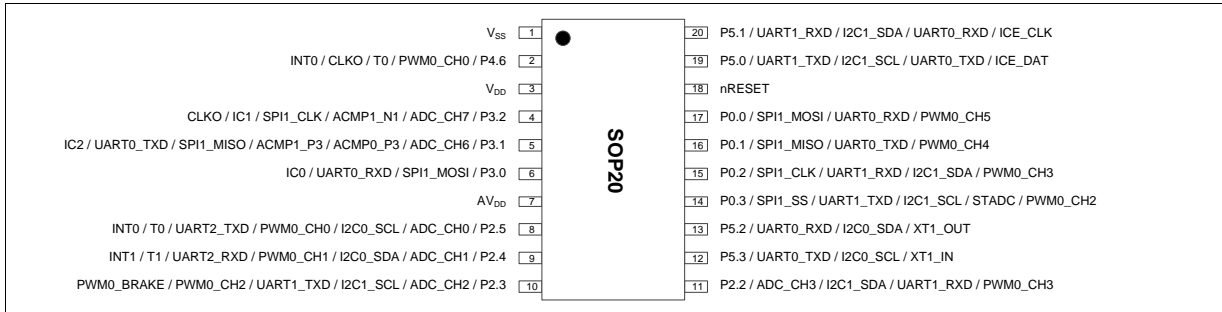 VSS 1
INT0 / CLKO / T0 / PWM0_CH0 / P4.6 2
VDD 3
CLKO / IC1 / SPI1_CLK / ACMP1_N1 / ADC_CH7 / P3.2 4
IC2 / UART0_TXD / SPI1_MISO / ACMP1_P3 / ACMP0_P3 / ADC_CH6 / P3.1 5
IC0 / UART0_RXD / SPI1_MOSI / P3.0 6
AVDD 7
INT0 / T0 / UART2_TXD / PWM0_CH0 / I2C0_SCL / ADC_CH0 / P2.5 8
INT1 / T1 / UART2_RXD / PWM0_CH1 / I2C0_SDA / ADC_CH1 / P2.4 9
PWM0_BRAKE / PWM0_CH2 / UART1_TXD / I2C1_SCL / ADC_CH2 / P2.3 10
SOP20
20 P5.1 / UART1_RXD / I2C1_SDA / UART0_RXD / ICE_CLK
19 P5.0 / UART1_TXD / I2C1_SCL / UART0_TXD / ICE_DAT
18 nRESET
17 P0.0 / SPI1_MOSI / UART0_RXD / PWM0_CH5
16 P0.1 / SPI1_MISO / UART0_TXD / PWM0_CH4
15 P0.2 / SPI1_CLK / UART1_RXD / I2C1_SDA / PWM0_CH3
14 P0.3 / SPI1_SS / UART1_TXD / I2C1_SCL / STADC / PWM0_CH2
13 P5.2 / UART0_RXD / I2C0_SDA / XT1_OUT
12 P5.3 / UART0_TXD / I2C0_SCL / XT1_IN
11 P2.2 / ADC_CH3 / I2C1_SDA / UART1_RXD / PWM0_CH3